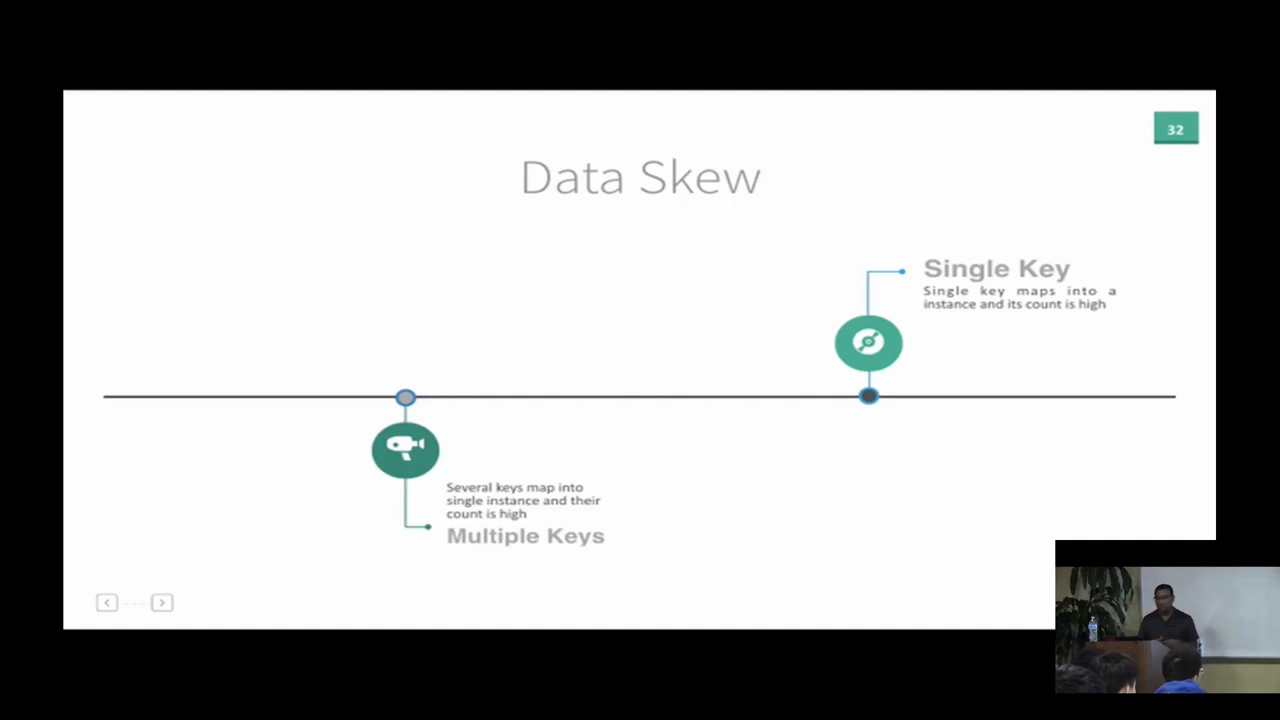 32
Data Skew
Single Key
Single key maps into a
instance and its count is high
Several keys map into
single instance and their
count is high
Multiple Keys